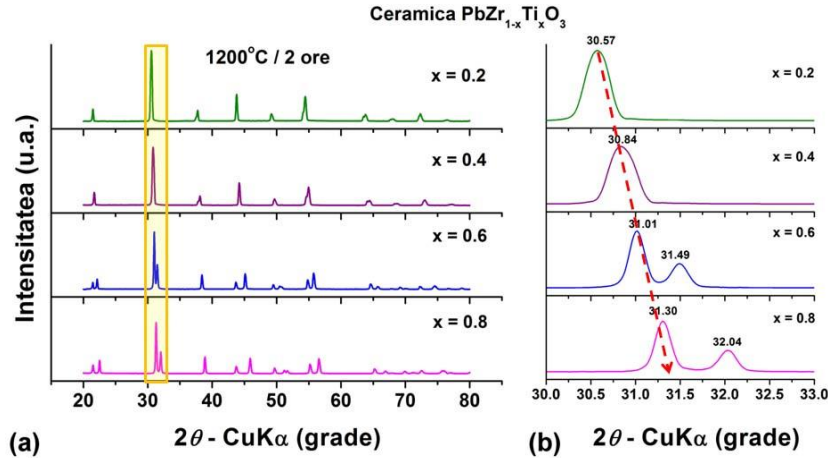 Ceramica PbZr1-xTixO3
1200°C / 2 ore
x = 0.2
x = 0.4
x = 0.6
x = 0.8
Intensitatea (u.a.)
20 30 40 50 60 70 80
(a)
2θ - CuKα (grade)
30.57
x = 0.2
30.84
x = 0.4
31.01
31.49
x = 0.6
31.30
32.04
x = 0.8
30.0 30.5 31.0 31.5 32.0 32.5 33.0
(b)
2θ - CuKα (grade)